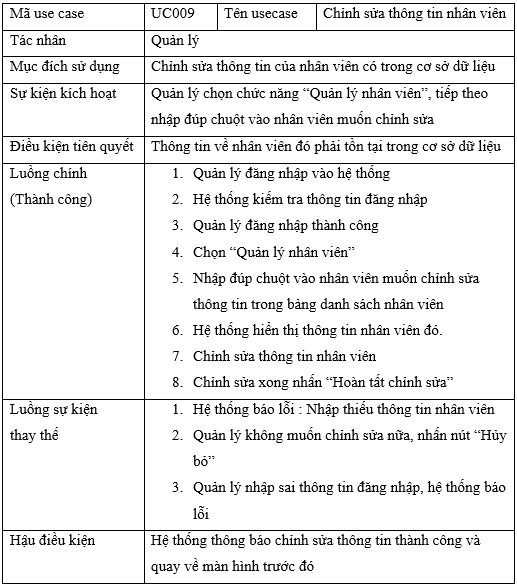 Mã use case UC009 Tên usecase Chỉnh sửa thông tin nhân viên
Tác nhân Quản lý
Mục đích sử dụng Chỉnh sửa thông tin của nhân viên có trong cơ sở dữ liệu
Sự kiện kích hoạt Quản lý chọn chức năng “Quản lý nhân viên”, tiếp theo
nhập đúp chuột vào nhân viên muốn chỉnh sửa
Điều kiện tiên quyết Thông tin về nhân viên đó phải tồn tại trong cơ sở dữ liệu
Luồng chính
(Thành công)
1. Quản lý đăng nhập vào hệ thống
2. Hệ thống kiểm tra thông tin đăng nhập
3. Quản lý đăng nhập thành công
4. Chọn “Quản lý nhân viên”
5. Nhập đúp chuột vào nhân viên muốn chỉnh sửa
thông tin trong bảng danh sách nhân viên
6. Hệ thống hiển thị thông tin nhân viên đó.
7. Chỉnh sửa thông tin nhân viên
8. Chỉnh sửa xong nhấn “Hoàn tất chỉnh sửa”
Luồng sự kiện
thay thế
1. Hệ thống báo lỗi : Nhập thiếu thông tin nhân viên
2. Quản lý không muốn chỉnh sửa nữa, nhấn nút “Hủy
bỏ”
3. Quản lý nhập sai thông tin đăng nhập, hệ thống báo
lỗi
Hậu điều kiện Hệ thống thông báo chỉnh sửa thông tin thành công và
quay về màn hình trước đó